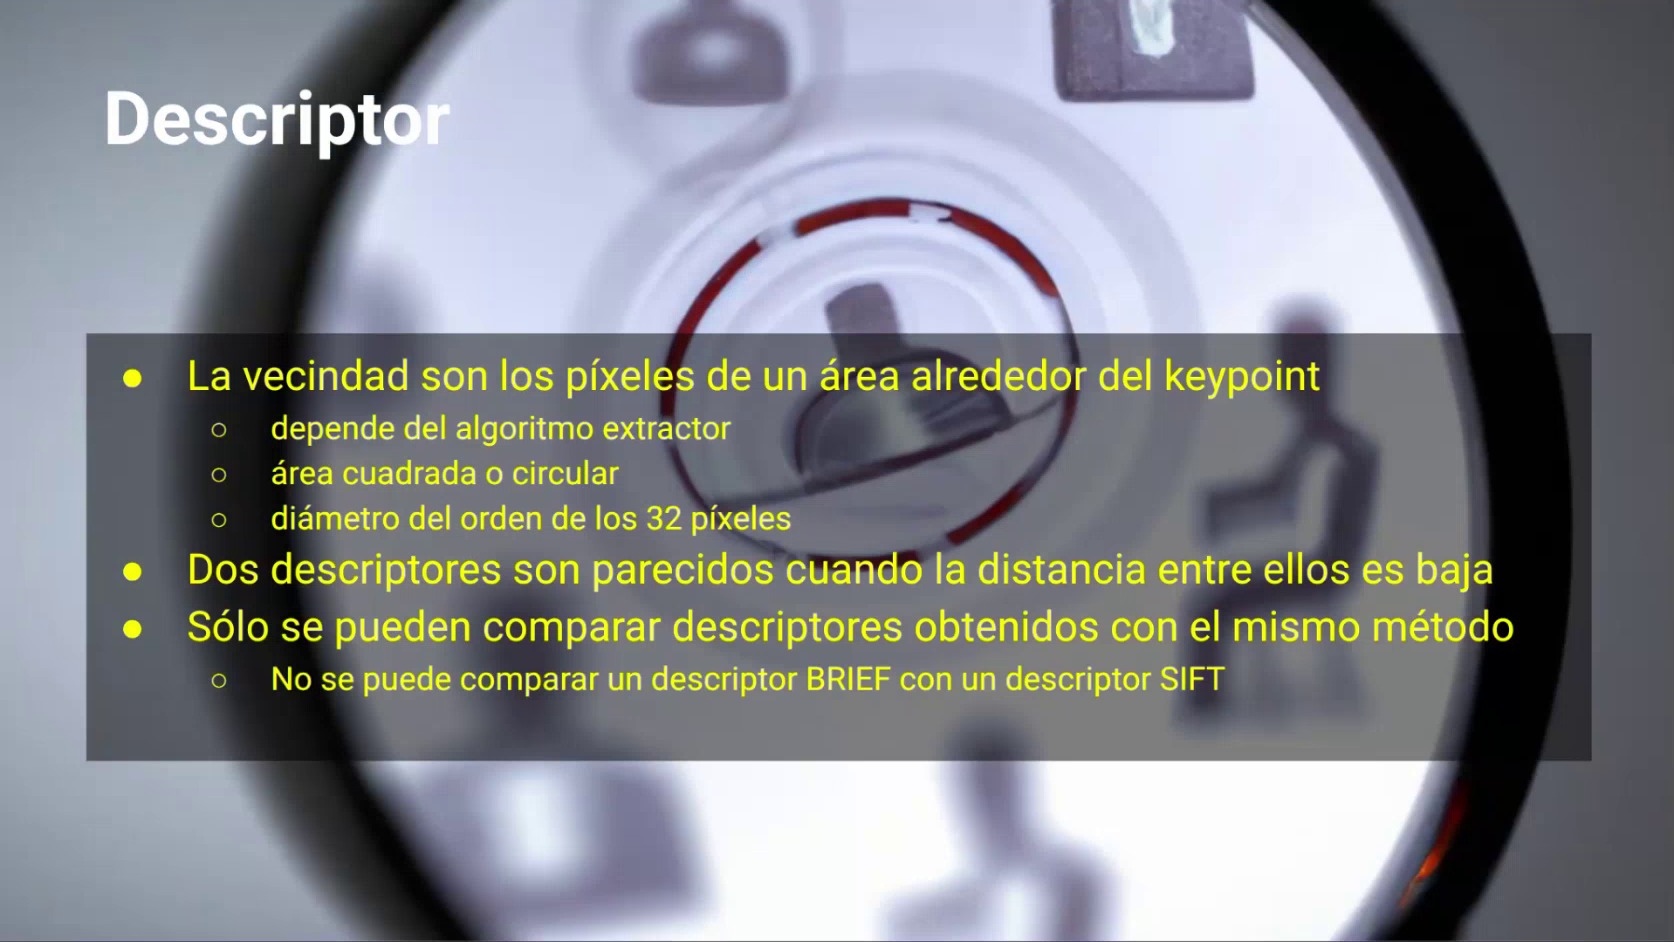 Descriptor
● La vecindad son los píxeles de un área alrededor del keypoint
○ depende del algoritmo extractor
○ área cuadrada o circular
○ diámetro del orden de los 32 píxeles
● Dos descriptores son parecidos cuando la distancia entre ellos es baja
● Sólo se pueden comparar descriptores obtenidos con el mismo método
○ No se puede comparar un descriptor BRIEF con un descriptor SIFT